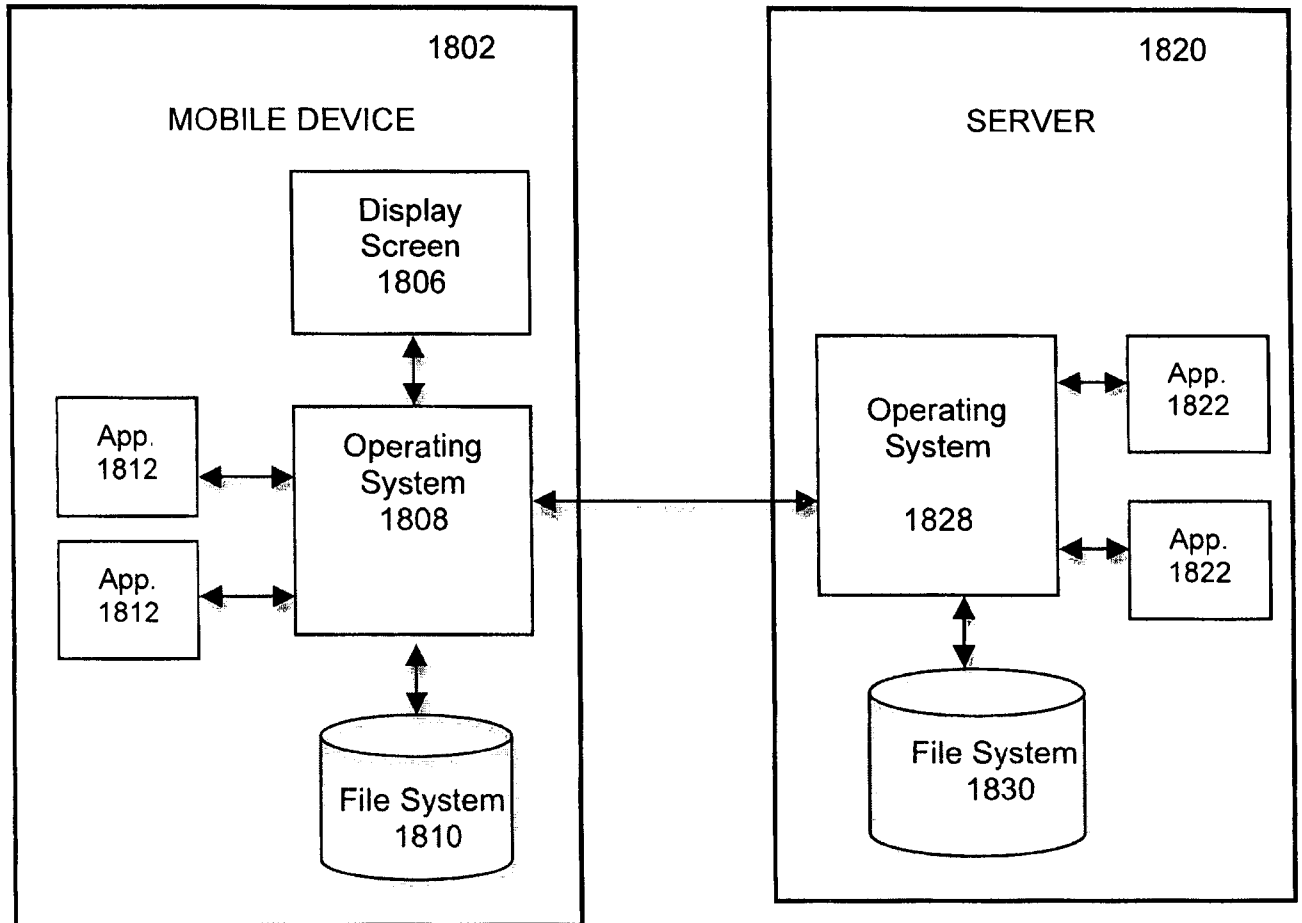 1802
MOBILE DEVICE
Display
Screen
1806
App.
1812
App.
1812
Operating
System
1808
File System
1810
1820
SERVER
Operating
System
1828
App.
1822
App.
1822
File System
1830